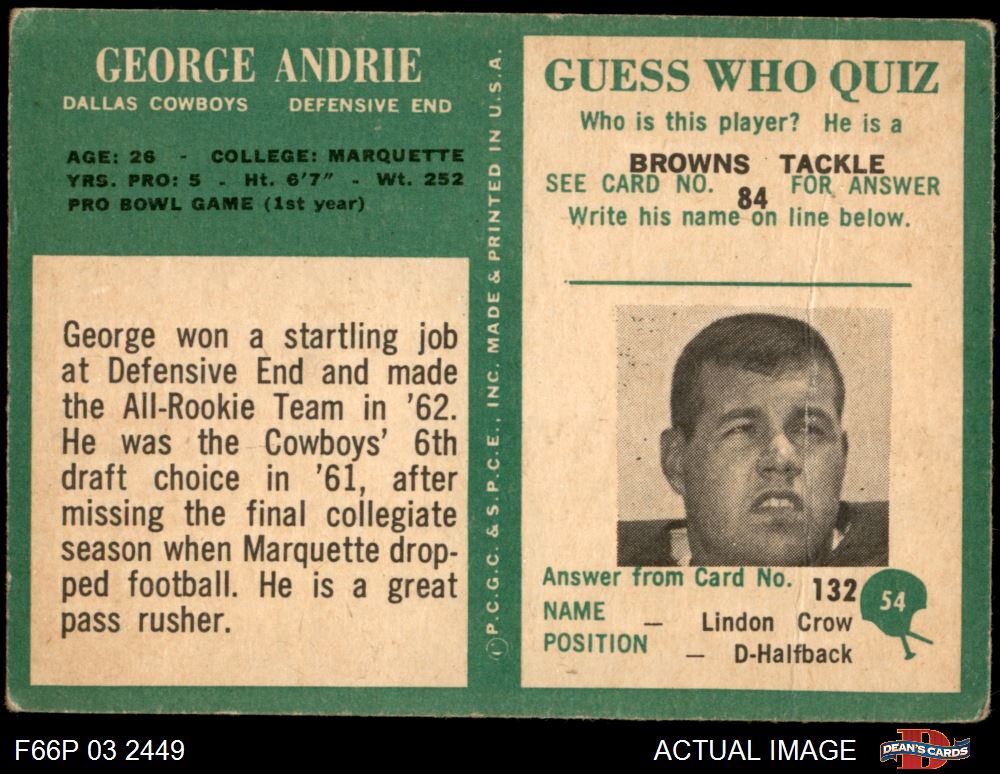 GEORGE ANDRIE
DALLAS COWBOYS DEFENSIVE END
AGE: 26 - COLLEGE: MARQUETTE
YRS. PRO: 5 - Ht. 6'7" - Wt. 252
PRO BOWL GAME (1st year)
George won a startling job
at Defensive End and made
the All-Rookie Team in '62.
He was the Cowboys' 6th
draft choice in '61, after
missing the final collegiate
season when Marquette drop-
ped football. He is a great
pass rusher.
© P.C.G.C. & S.P.C.E., INC. MADE & PRINTED IN U.S.A.
GUESS WHO QUIZ
Who is this player? He is a
BROWNS TACKLE
SEE CARD NO. 84 FOR ANSWER
Write his name on line below.
Answer from Card No. 132
NAME — Lindon Crow
POSITION — D-Halfback
54
F66P 03 2449
ACTUAL IMAGE
DEAN'S CARDS